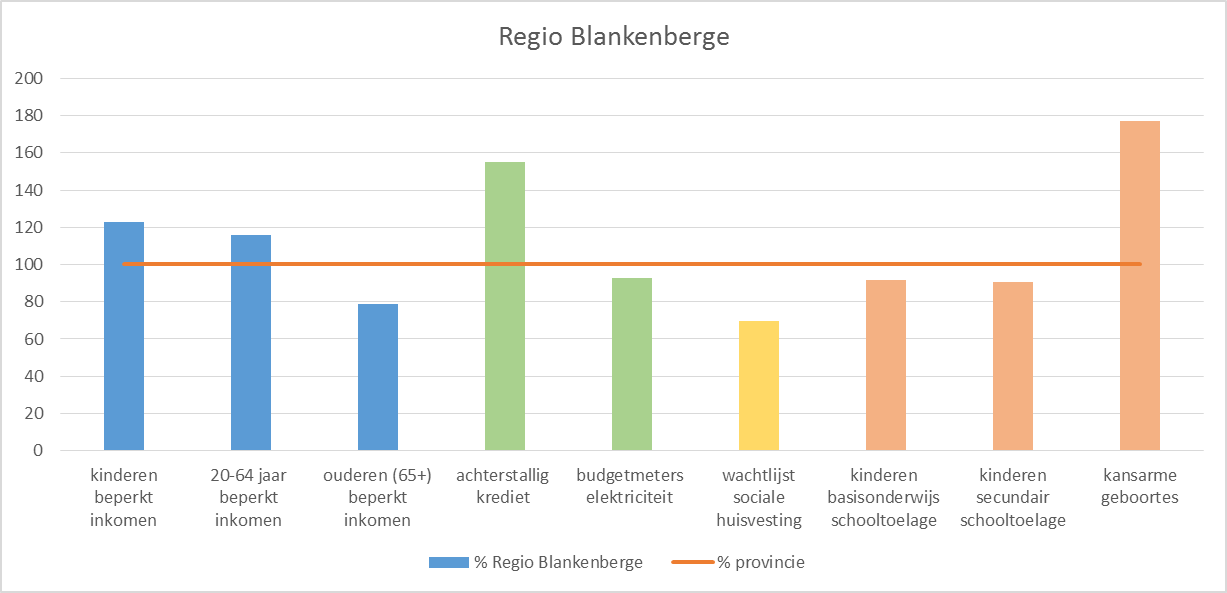 Regio Blankenberge
200
180
160
140
120
100
80
60
40
20
0
kinderen
beperkt
inkomen
20-64 jaar
beperkt
inkomen
ouderen (65+)
beperkt
inkomen
achterstallig
krediet
budgetmeters
elektriciteit
wachtlijst
sociale
huisvesting
kinderen
basisonderwijs
schooltoelage
kinderen
secundair
schooltoelage
kansarme
geboortes
% Regio Blankenberge
% provincie